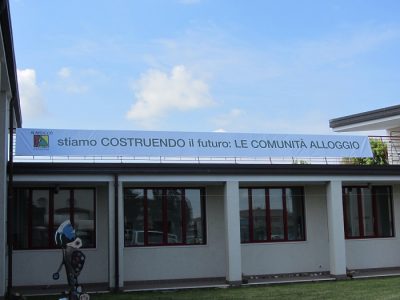 stiamo COSTRUENDO il futuro: LE COMUNITÀ ALLOGGIO